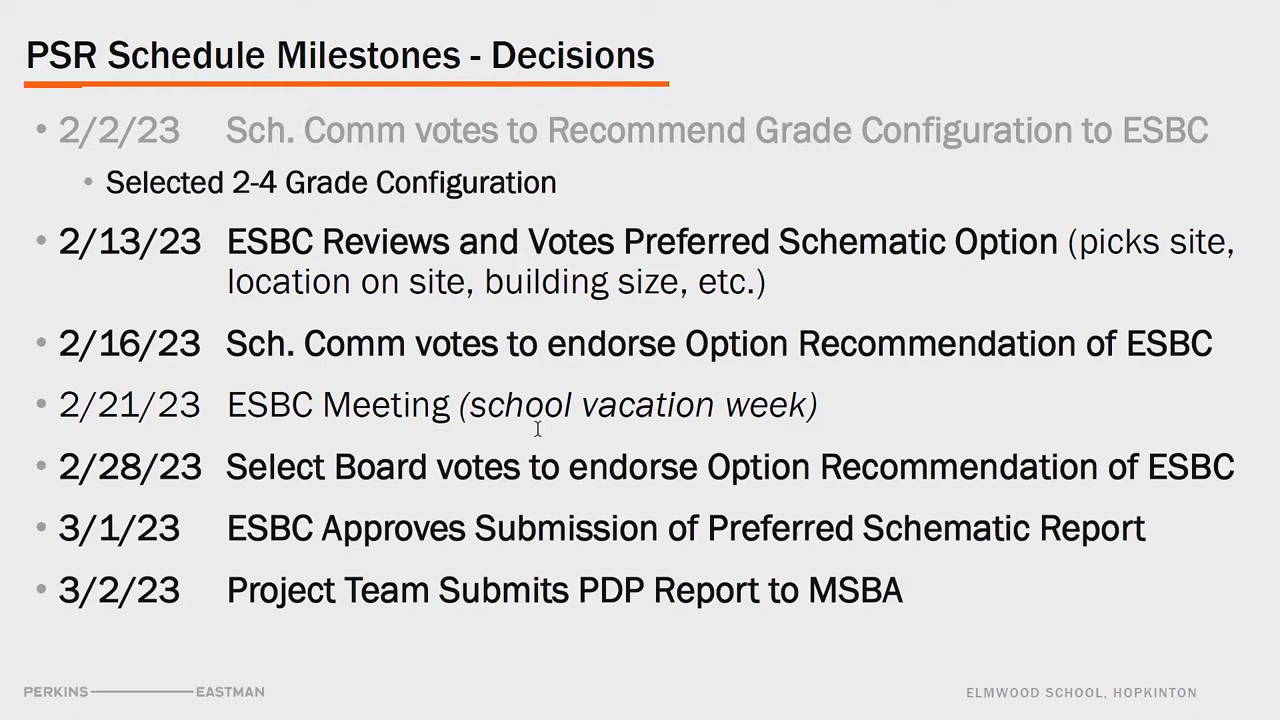 PSR Schedule Milestones - Decisions
• 2/2/23 Sch. Comm votes to Recommend Grade Configuration to ESBC
• Selected 2-4 Grade Configuration
• 2/13/23 ESBC Reviews and Votes Preferred Schematic Option (picks site,
location on site, building size, etc.)
• 2/16/23 Sch. Comm votes to endorse Option Recommendation of ESBC
• 2/21/23 ESBC Meeting (school vacation week)
• 2/28/23 Select Board votes to endorse Option Recommendation of ESBC
• 3/1/23 ESBC Approves Submission of Preferred Schematic Report
• 3/2/23 Project Team Submits PDP Report to MSBA
PERKINS EASTMAN
ELMWOOD SCHOOL, HOPKINTON